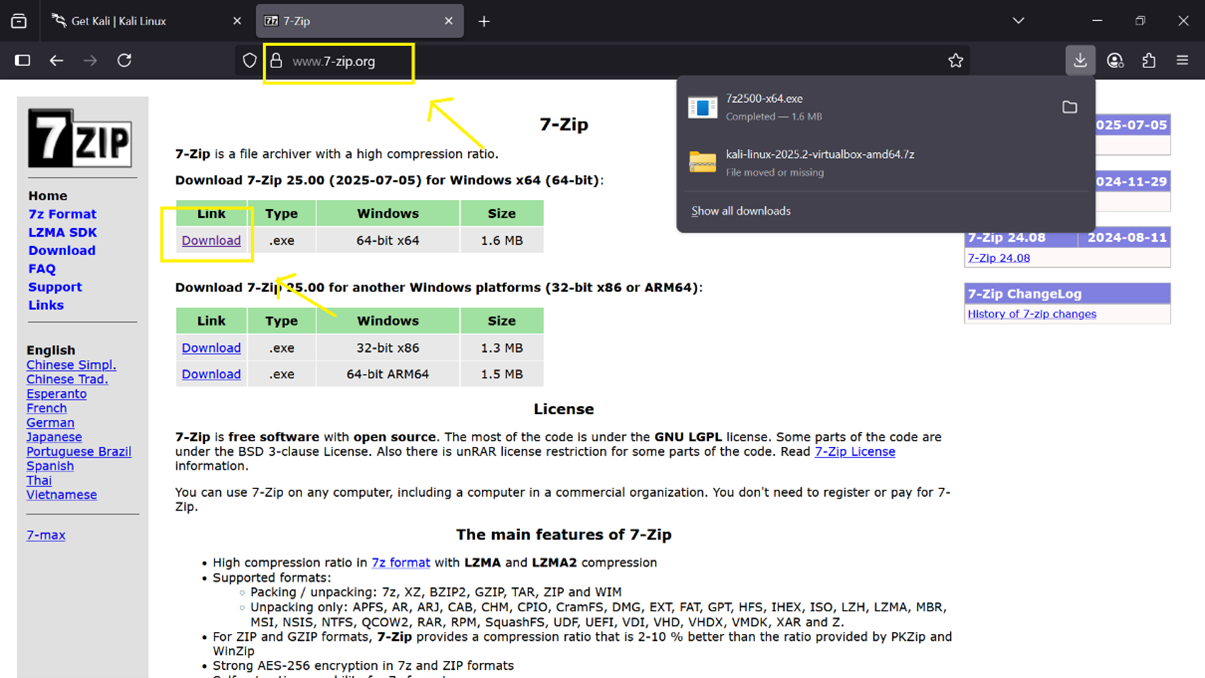 Get Kali | Kali Linux
7-Zip
www.7-zip.org
7z2500-x64.exe
Completed — 1.6 MB
kali-linux-2025.2-virtualbox-amd64.7z
File moved or missing
Show all downloads
7ZIP
Home
7z Format
LZMA SDK
Download
FAQ
Support
Links
English
Chinese Simpl.
Chinese Trad.
Esperanto
French
German
Japanese
Portuguese Brazil
Spanish
Thai
Vietnamese
7-max
7-Zip
7-Zip is a file archiver with a high compression ratio.
Download 7-Zip 25.00 (2025-07-05) for Windows x64 (64-bit):
Link Type Windows Size
Download .exe 64-bit x64 1.6 MB
Download 7-Zip 25.00 for another Windows platforms (32-bit x86 or ARM64):
Link Type Windows Size
Download .exe 32-bit x86 1.3 MB
Download .exe 64-bit ARM64 1.5 MB
License
7-Zip is free software with open source. The most of the code is under the GNU LGPL license. Some parts of the code are
under the BSD 3-clause License. Also there is unRAR license restriction for some parts of the code. Read 7-Zip License
information.
You can use 7-Zip on any computer, including a computer in a commercial organization. You don't need to register or pay for 7-
Zip.
The main features of 7-Zip
• High compression ratio in 7z format with LZMA and LZMA2 compression
• Supported formats:
○ Packing / unpacking: 7z, XZ, BZIP2, GZIP, TAR, ZIP and WIM
○ Unpacking only: APFS, AR, ARJ, CAB, CHM, CPIO, CramFS, DMG, EXT, FAT, GPT, HFS, IHEX, ISO, LZH, LZMA, MBR,
MSI, NSIS, NTFS, QCOW2, RAR, RPM, SquashFS, UDF, UEFI, VDI, VHD, VHDX, VMDK, XAR and Z.
• For ZIP and GZIP formats, 7-Zip provides a compression ratio that is 2-10 % better than the ratio provided by PKZip and
WinZip
• Strong AES-256 encryption in 7z and ZIP formats
025-07-05
024-11-29
7-Zip 24.08 2024-08-11
7-Zip 24.08
7-Zip ChangeLog
History of 7-zip changes